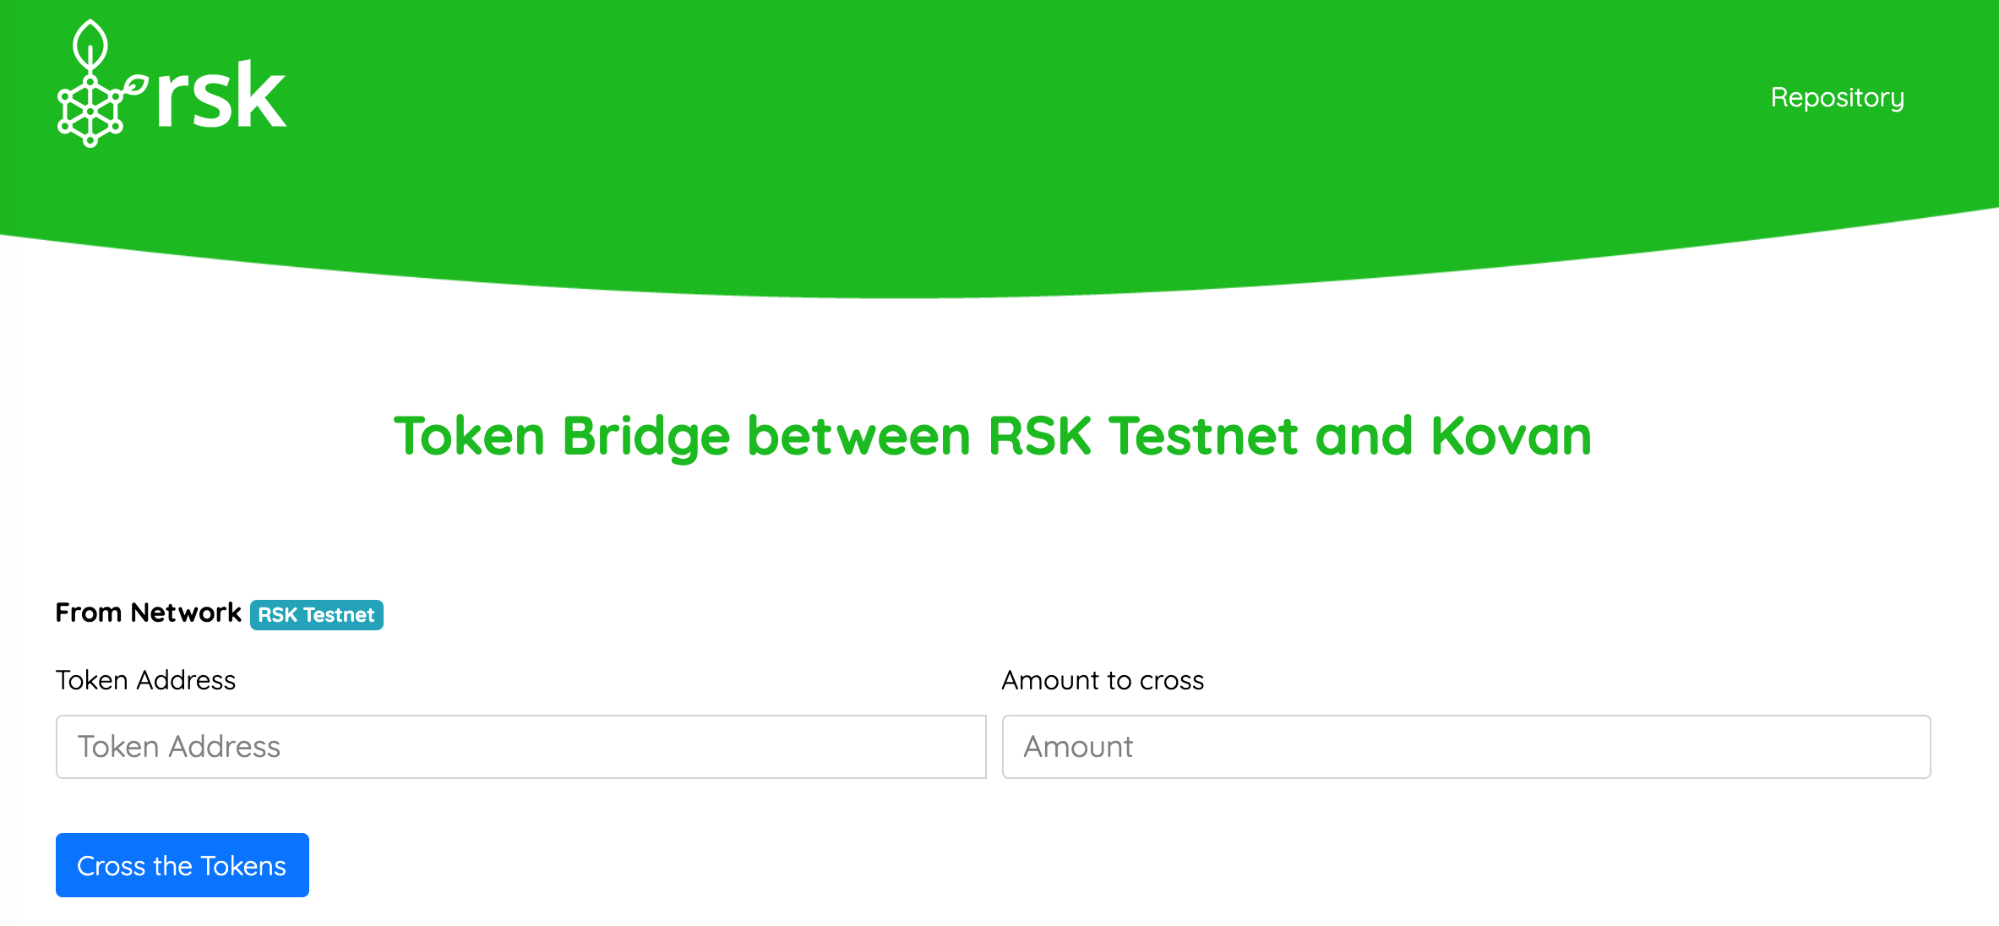 rsk
Repository
Token Bridge between RSK Testnet and Kovan
From Network RSK Testnet
Token Address
Amount to cross
Token Address
Amount
Cross the Tokens